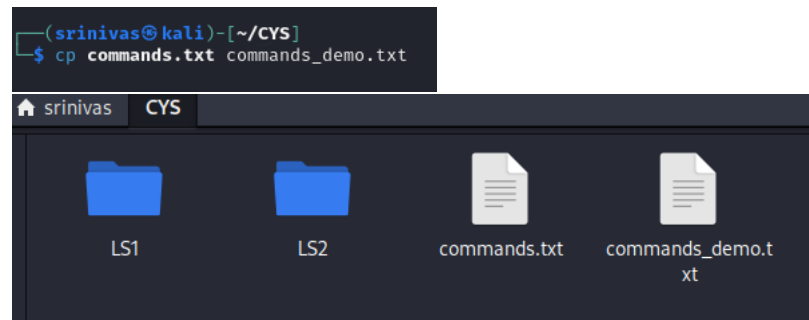 ┌──(srinivas㉿kali)-[~/CYS]
└─$ cp commands.txt commands_demo.txt
srinivas CYS
LS1 LS2 commands.txt commands_demo.t
xt